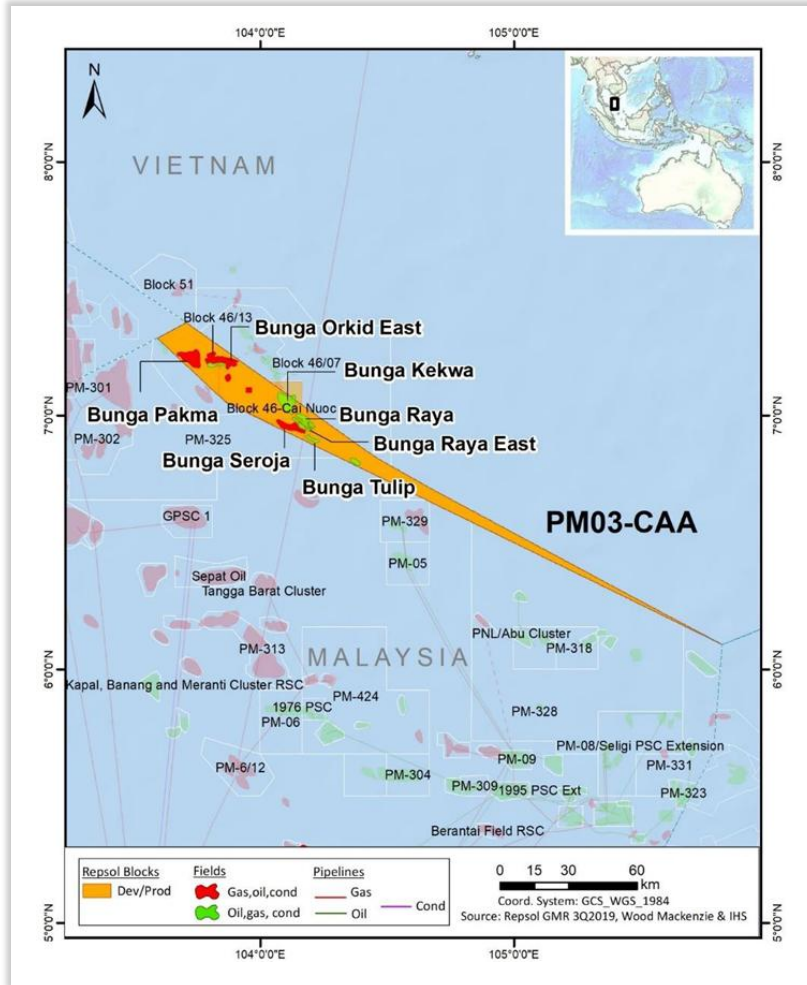 104°0'0"E
105°0'0"E
N
8°0'0"N
8°0'0"N
VIETNAM
Block 51
Block 46/13
Bunga Orkid East
Block 46/07
Bunga Kekwa
PM-301
Bunga Pakma
Block 46-Cai Nuoc
Bunga Raya
7°0'0"N
7°0'0"N
PM-302
PM-325
Bunga Raya East
Bunga Seroja
Bunga Tulip
GPSC 1
PM-329
PM03-CAA
PM-05
Sepat Oil
Tangga Barat Cluster
PNL/Abu Cluster
PM-313
MALAYSIA
PM-318
6°0'0"N
6°0'0"N
Kapal, Banang and Meranti Cluster RSC
PM-424
1976 PSC
PM-06
PM-328
PM-08/Seligi PSC Extension
PM-6/12
PM-09
PM-331
PM-304
PM-309
1995 PSC Ext
PM-323
Berantai Field RSC
Repsol Blocks
Dev/Prod
Fields
Gas,oil,cond
Oil,gas, cond
Pipelines
Gas
Oil
Cond
0 15 30 60
km
Coord. System: GCS_WGS_1984
Source: Repsol GMR 3Q2019, Wood Mackenzie & IHS
5°0'0"N
5°0'0"N
104°0'0"E
105°0'0"E